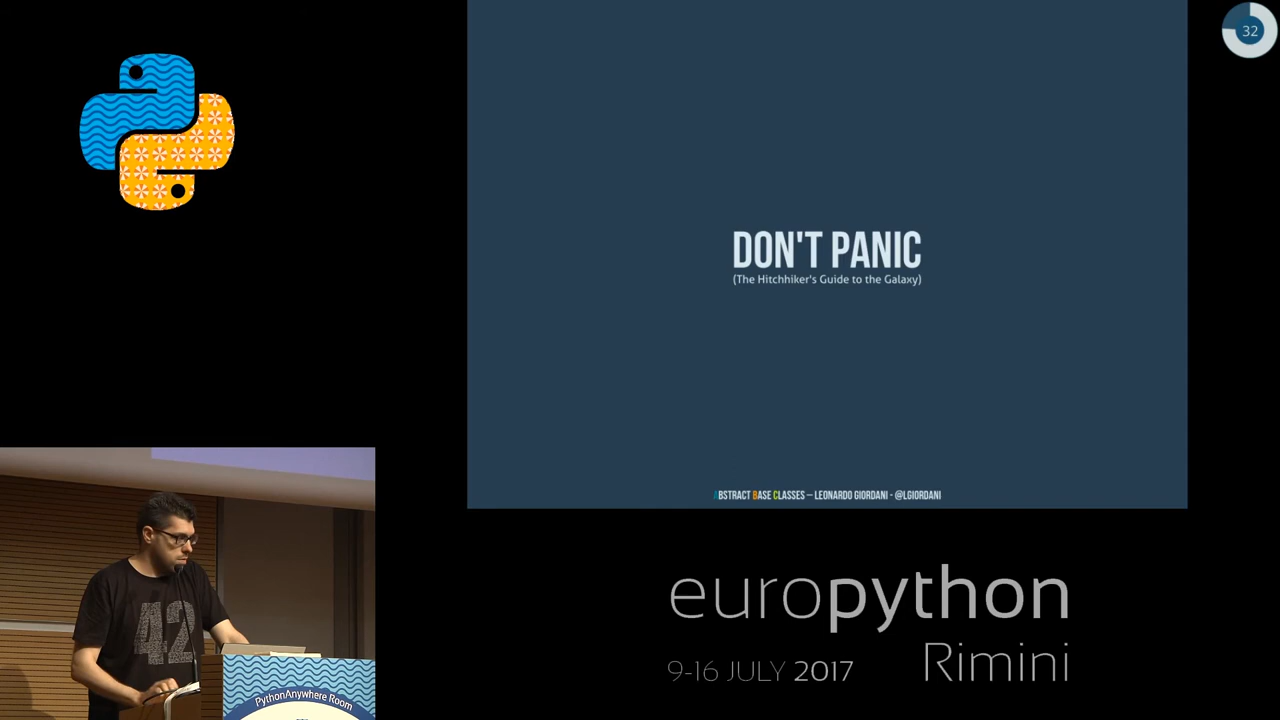 32
DON'T PANIC
(The Hitchhiker's Guide to the Galaxy)
ABSTRACT BASE CLASSES – LEONARDO GIORDANI - @LGIORDANI
42
PythonAnywhere Room
europython
Rimini
9-16 JULY 2017